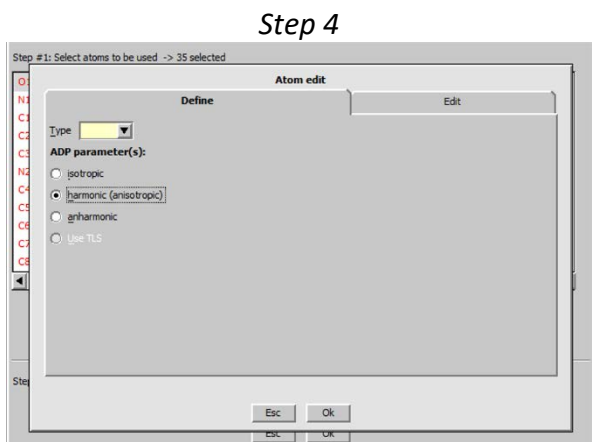 Step 4
Step #1: Select atoms to be used -> 35 selected
Atom edit
Define Edit
Type
ADP parameter(s):
isotropic
harmonic (anisotropic)
anharmonic
Use TLS
N1
C1
C2
C3
N2
C4
C5
C6
C7
C8
Esc Ok
Esc Ok